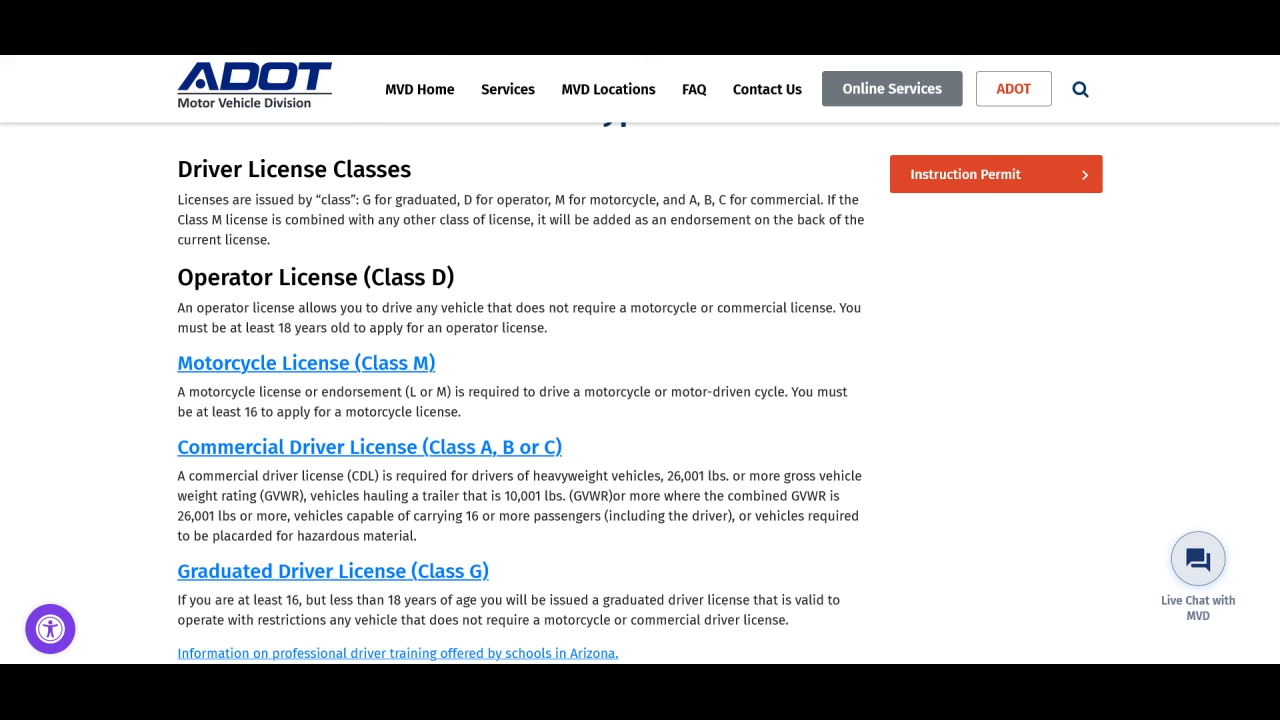 ADOT
Motor Vehicle Division
MVD Home
Services
MVD Locations
FAQ
Contact Us
Online Services
ADOT
Driver License Classes
Licenses are issued by “class”: G for graduated, D for operator, M for motorcycle, and A, B, C for commercial. If the
Class M license is combined with any other class of license, it will be added as an endorsement on the back of the
current license.
Instruction Permit
Operator License (Class D)
An operator license allows you to drive any vehicle that does not require a motorcycle or commercial license. You
must be at least 18 years old to apply for an operator license.
Motorcycle License (Class M)
A motorcycle license or endorsement (L or M) is required to drive a motorcycle or motor-driven cycle. You must
be at least 16 to apply for a motorcycle license.
Commercial Driver License (Class A, B or C)
A commercial driver license (CDL) is required for drivers of heavyweight vehicles, 26,001 lbs. or more gross vehicle
weight rating (GVWR), vehicles hauling a trailer that is 10,001 lbs. (GVWR)or more where the combined GVWR is
26,001 lbs or more, vehicles capable of carrying 16 or more passengers (including the driver), or vehicles required
to be placarded for hazardous material.
Graduated Driver License (Class G)
If you are at least 16, but less than 18 years of age you will be issued a graduated driver license that is valid to
operate with restrictions any vehicle that does not require a motorcycle or commercial driver license.
Information on professional driver training offered by schools in Arizona.
Live Chat with
MVD